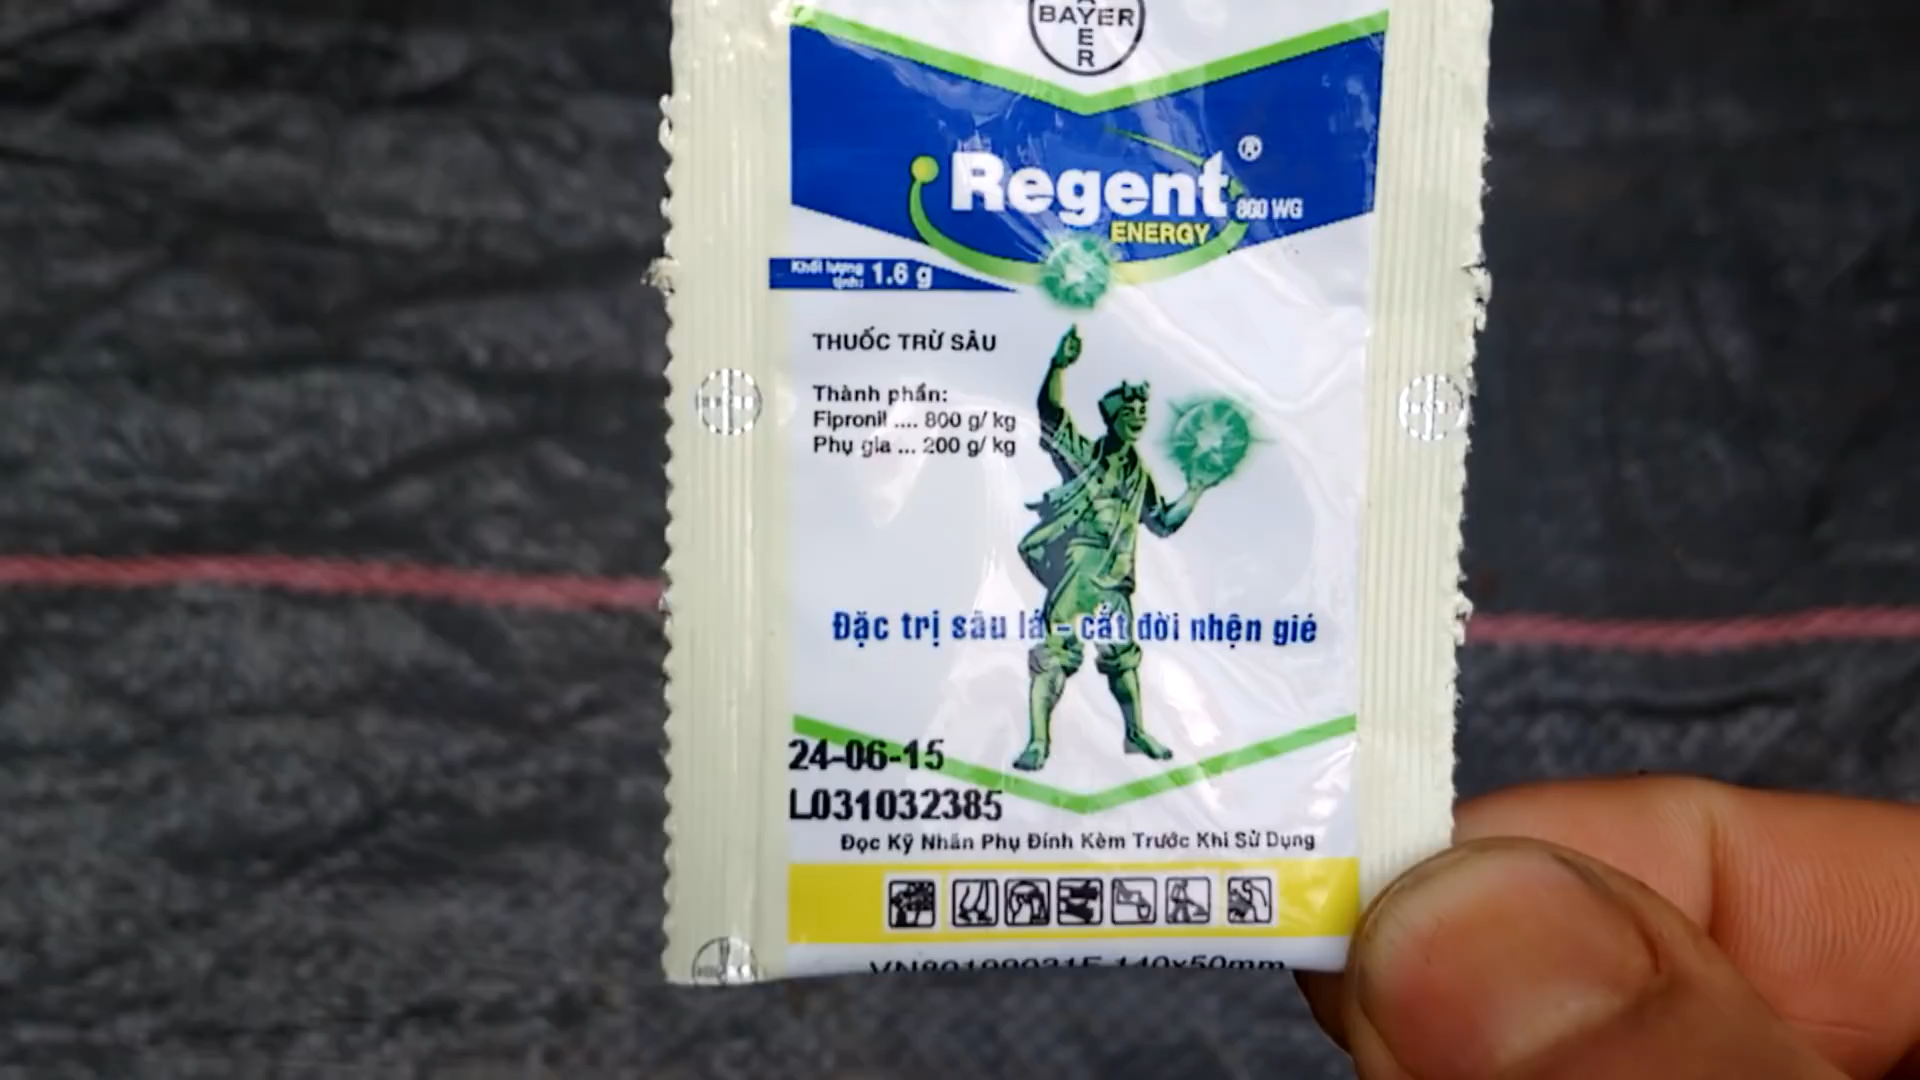 BAYER
Regent®
800 WG
ENERGY
Khối lượng
tịnh: 1.6 g
THUỐC TRỪ SÂU
Thành phần:
Fipronil .... 800 g/ kg
Phụ gia ... 200 g/ kg
Đặc trị sâu lá - cắt đời nhện gié
24-06-15
L031032385
Đọc Kỹ Nhãn Phụ Đính Kèm Trước Khi Sử Dụng
140x50mm